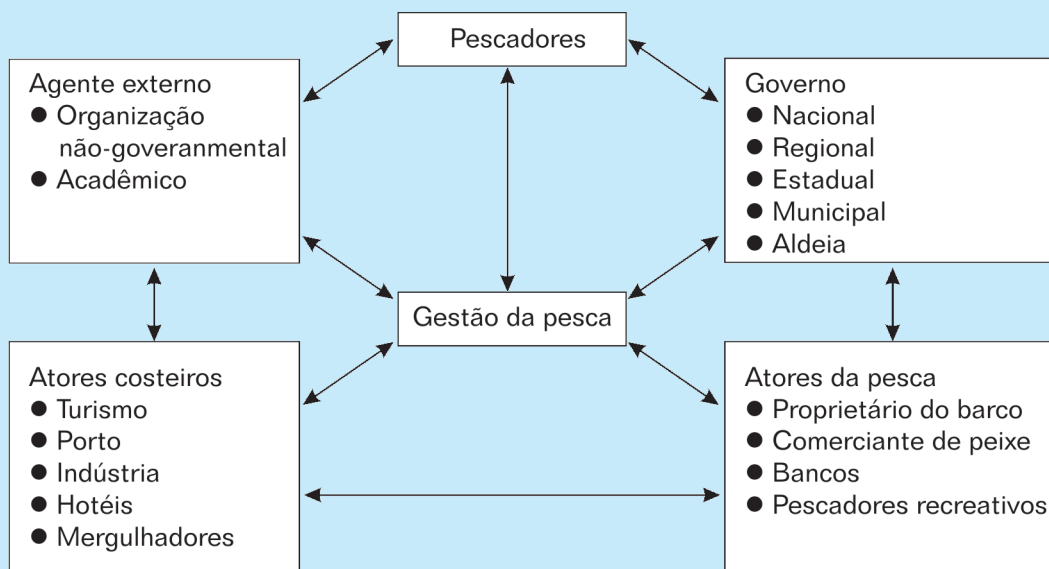 Pescadores
Agente externo
● Organização
não-goveranmental
● Acadêmico
Governo
● Nacional
● Regional
● Estadual
● Municipal
● Aldeia
Gestão da pesca
Atores costeiros
● Turismo
● Porto
● Indústria
● Hotéis
● Mergulhadores
Atores da pesca
● Proprietário do barco
● Comerciante de peixe
● Bancos
● Pescadores recreativos